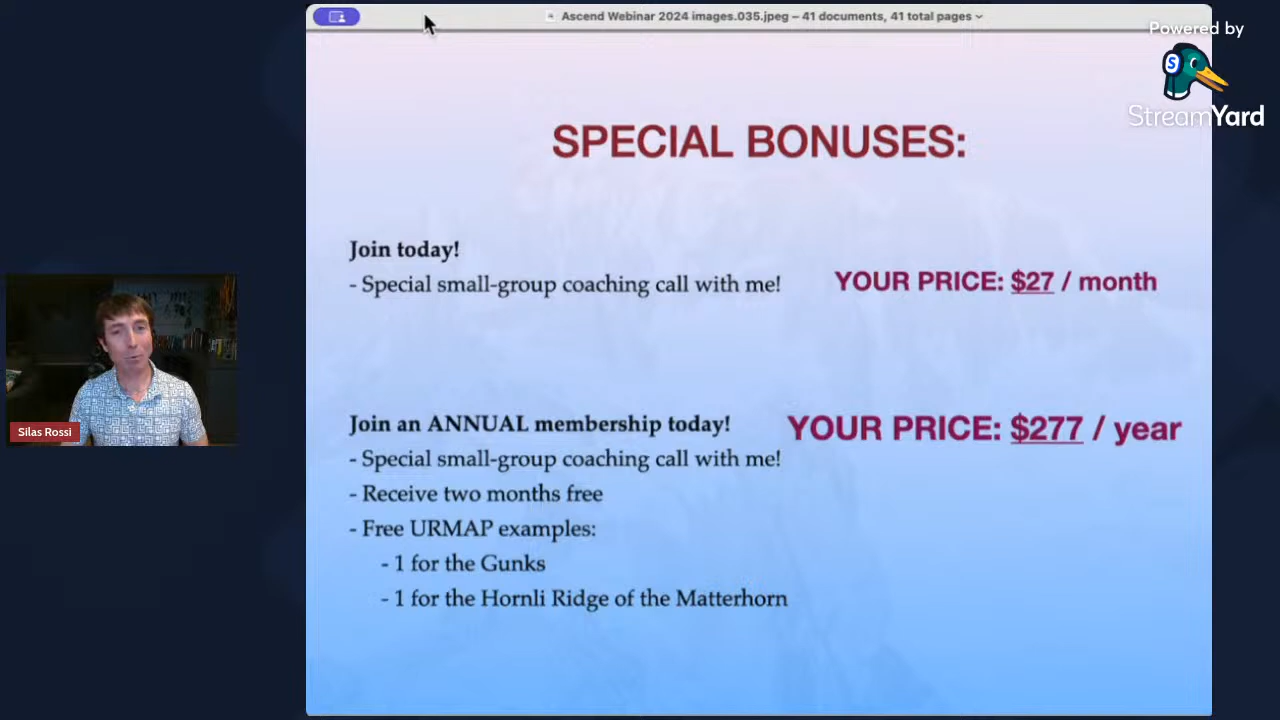 Ascend Webinar 2024 images.035.jpeg – 41 documents, 41 total pages
Powered by
S
StreamYard
SPECIAL BONUSES:
Join today!
- Special small-group coaching call with me!
YOUR PRICE: $27 / month
Silas Rossi
Join an ANNUAL membership today!
YOUR PRICE: $277 / year
- Special small-group coaching call with me!
- Receive two months free
- Free URMAP examples:
- 1 for the Gunks
- 1 for the Hornli Ridge of the Matterhorn